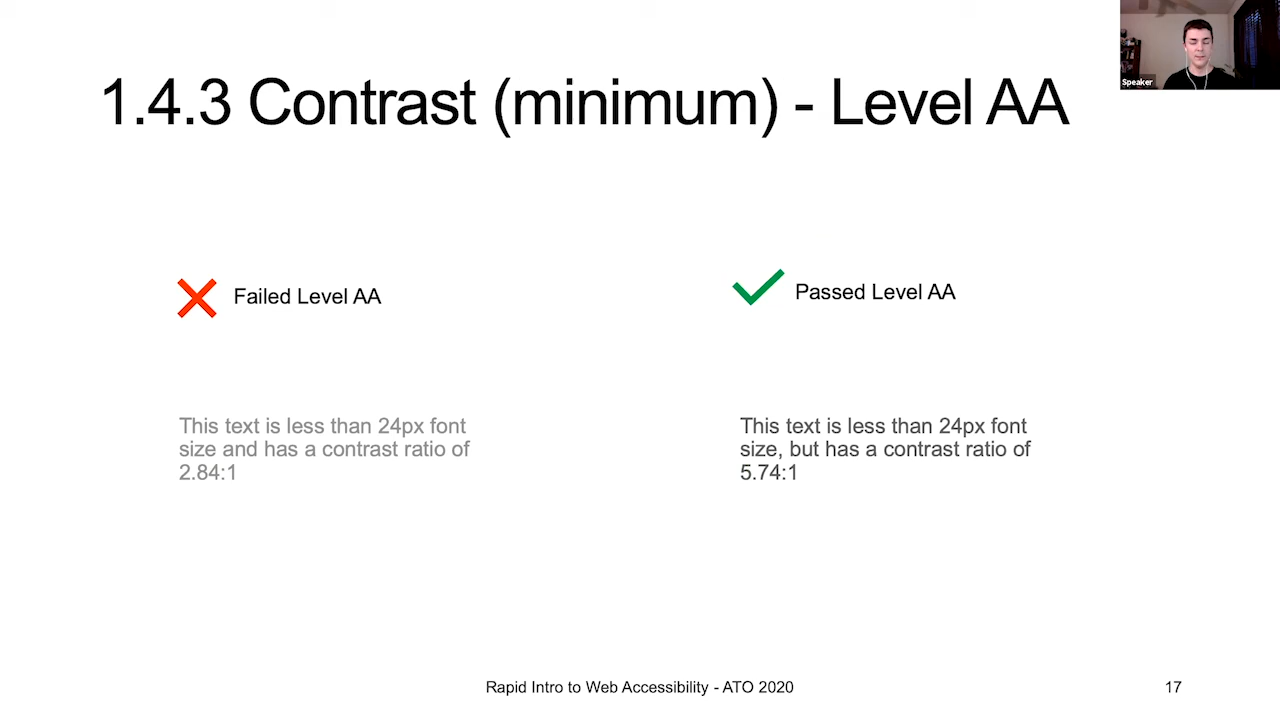 Speaker
1.4.3 Contrast (minimum) - Level AA
Failed Level AA
Passed Level AA
This text is less than 24px font
size and has a contrast ratio of
2.84:1
This text is less than 24px font
size, but has a contrast ratio of
5.74:1
Rapid Intro to Web Accessibility - ATO 2020
17